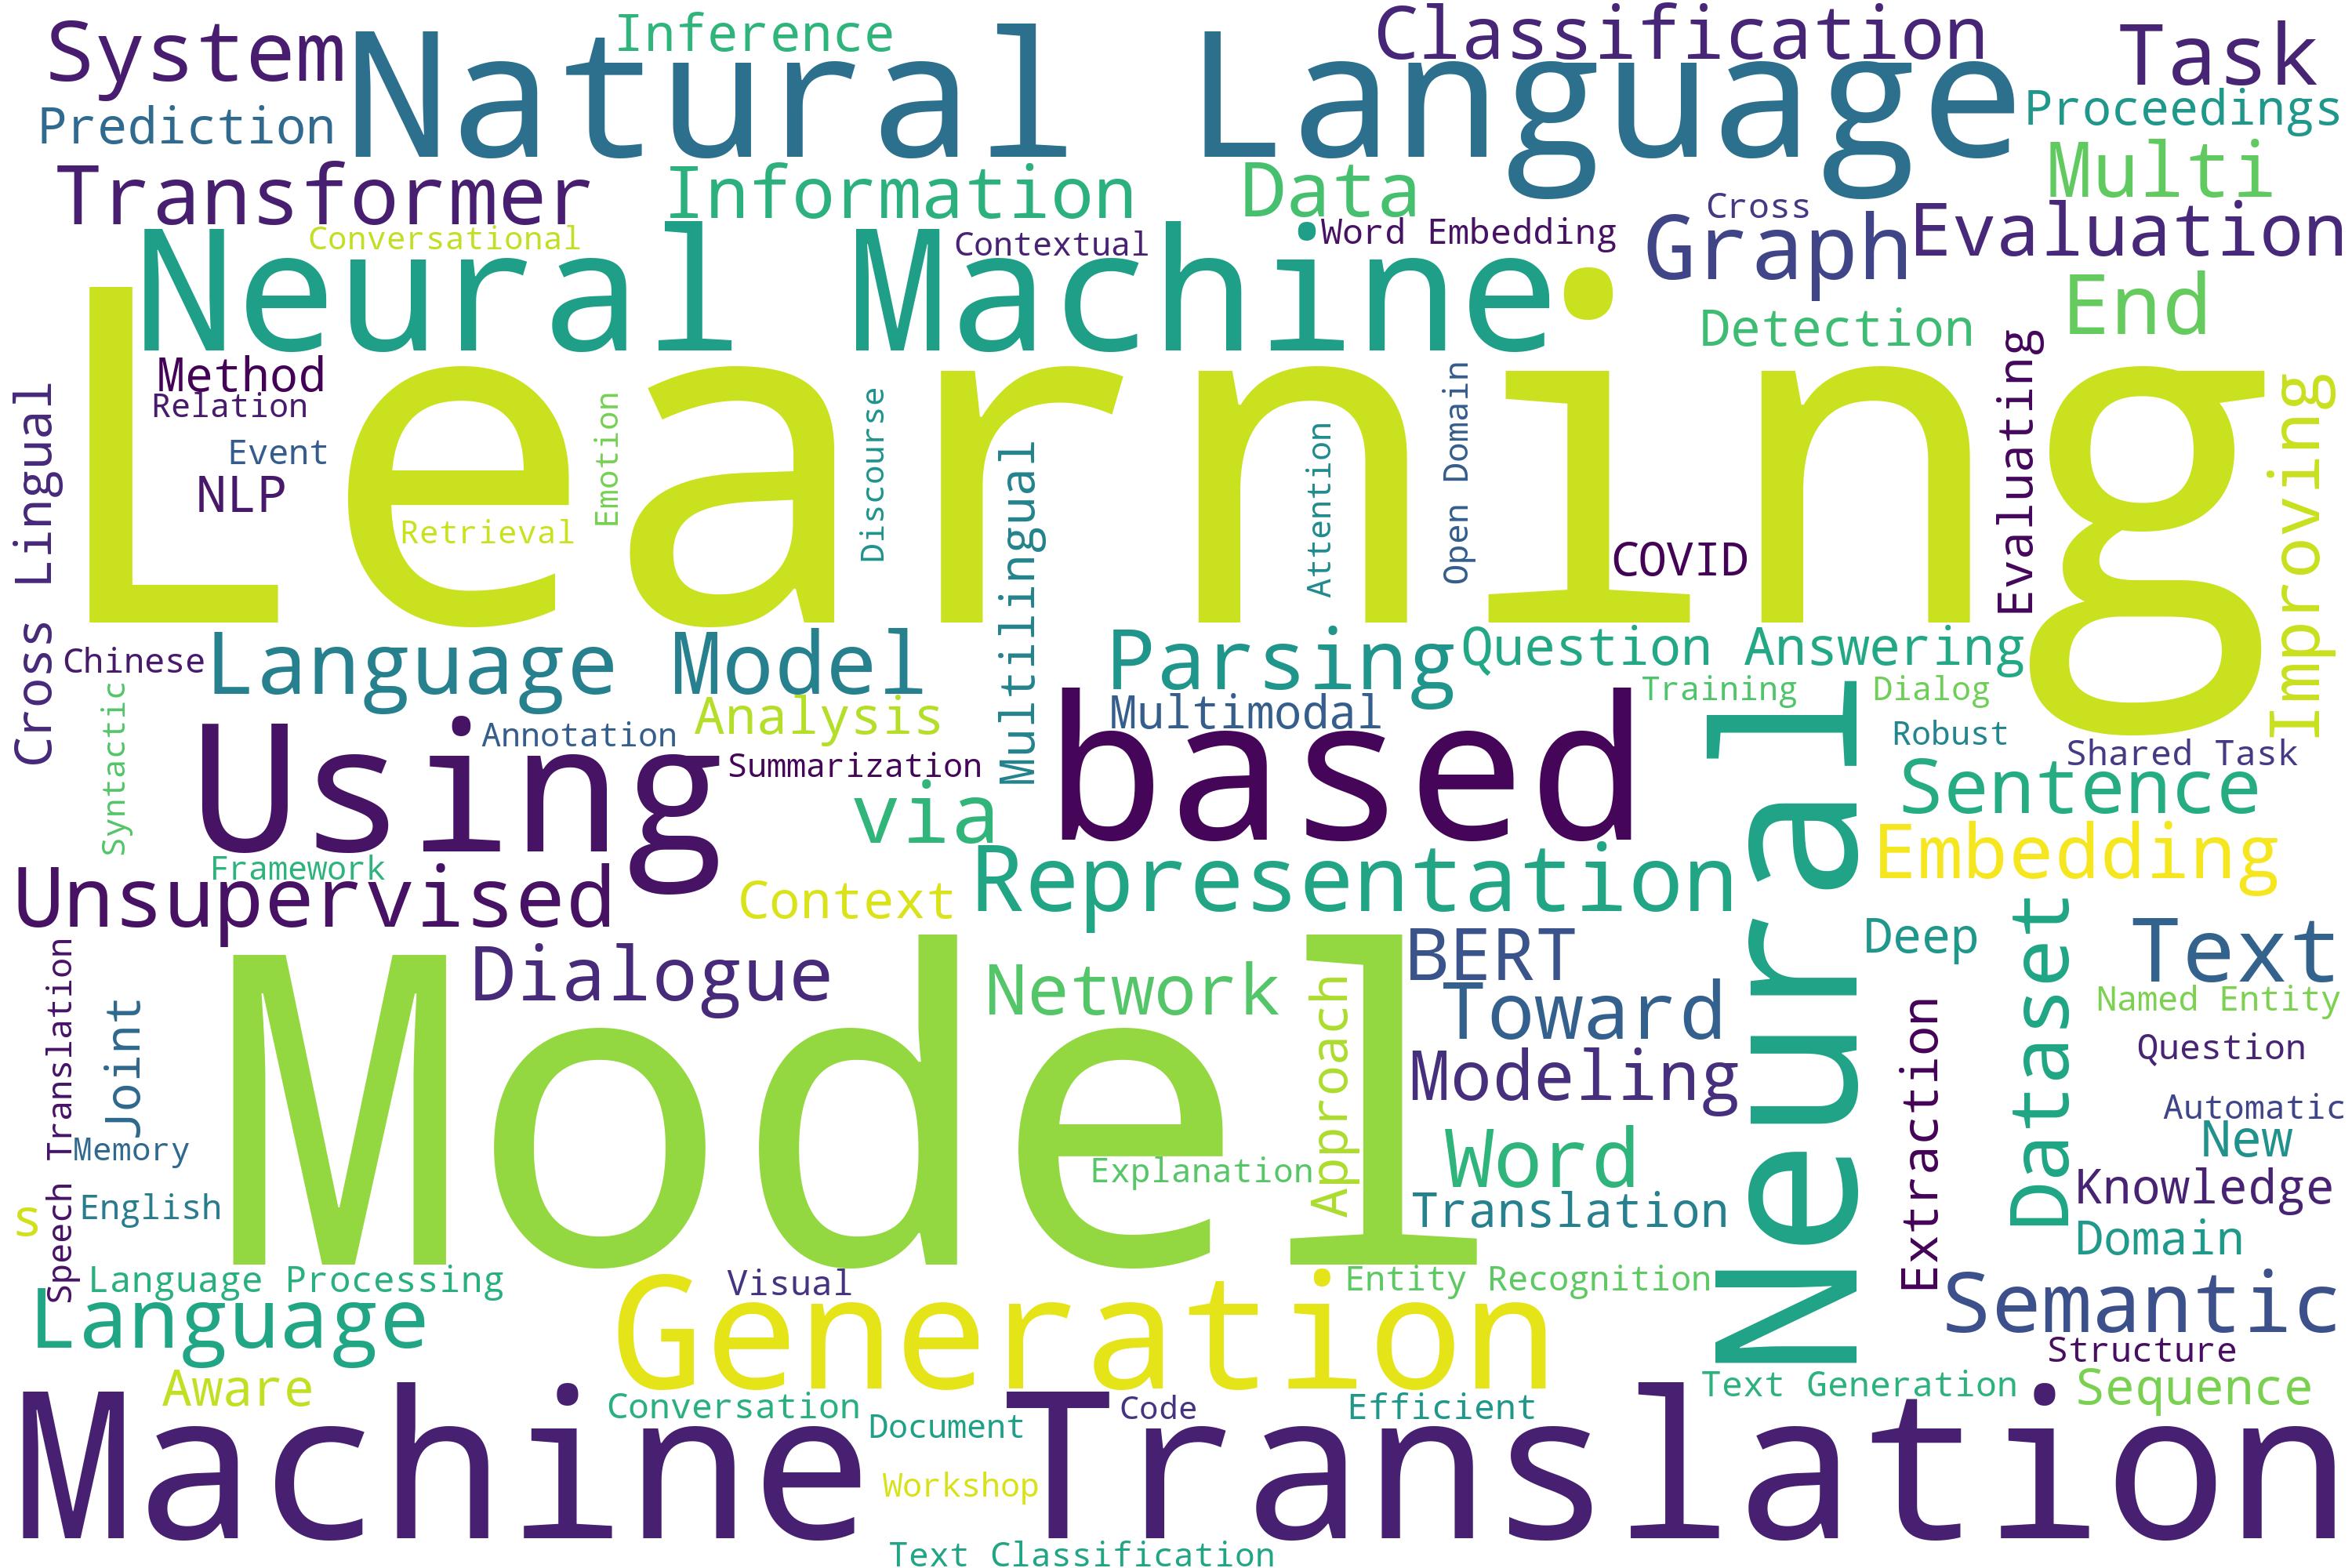 System
Natural Language
Inference
Classification
Task
Prediction
Proceedings
Transformer
Information
Data
Multi
Cross
Conversational
Neural Machine
Contextual
Word Embedding
Graph
Evaluation
End
Detection
Learning
Method
Relation
Event
NLP
Retrieval
Emotion
Discourse
Multilingual
Attention
Open Domain
COVID
Evaluating
Improving
Cross Lingual
Chinese
Language Model
Parsing
Question Answering
Training
Dialog
Syntactic
Using
Annotation
Analysis
Summarization
Multimodal
based
Robust
Shared Task
via
Sentence
Framework
Unsupervised
Context
Representation
Neural
Embedding
Speech Translation
Joint
Dialogue
Model
Network
Approach
BERT
Toward
Modeling
Deep
Dataset
Text
Named Entity
Question
Extraction
Automatic
New
Memory
Explanation
Word
Translation
Knowledge
s
English
Domain
Language Processing
Language
Visual
Generation
Entity Recognition
Semantic
Structure
Aware
Text Generation
Sequence
Machine Translation
Conversation
Document
Code
Efficient
Workshop
Text Classification